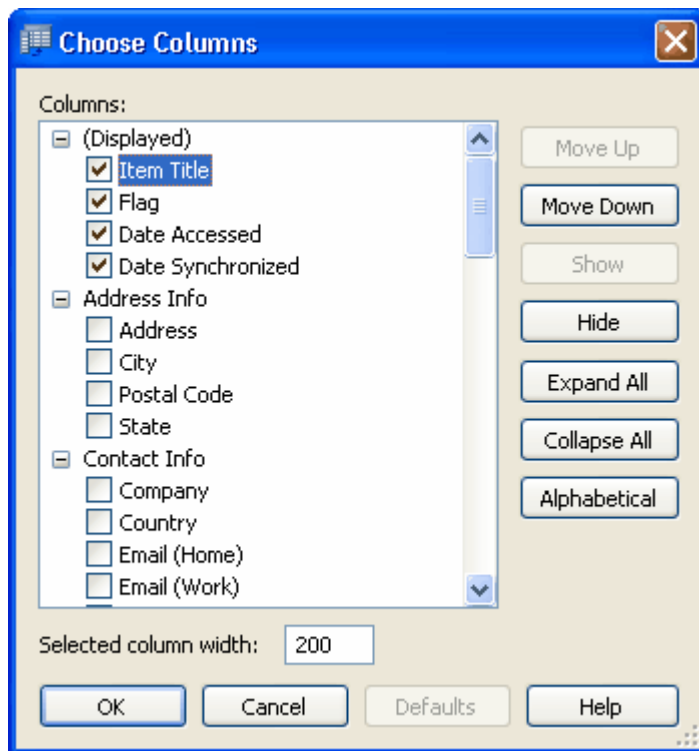 Choose Columns
Columns:
(Displayed)
Item Title
Flag
Date Accessed
Date Synchronized
Address Info
Address
City
Postal Code
State
Contact Info
Company
Country
Email (Home)
Email (Work)
Move Up
Move Down
Show
Hide
Expand All
Collapse All
Alphabetical
Selected column width: 200
OK Cancel Defaults Help